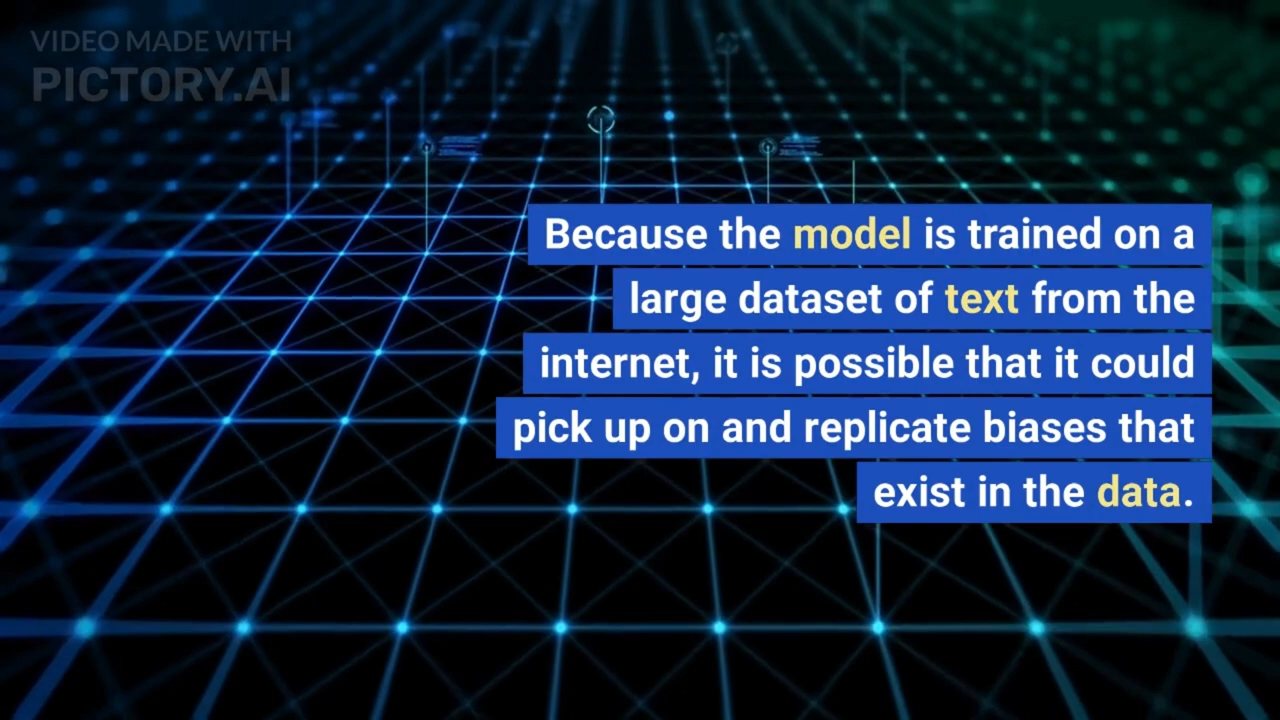 VIDEO MADE WITH
PICTORY.AI
Because the model is trained on a
large dataset of text from the
internet, it is possible that it could
pick up on and replicate biases that
exist in the data.